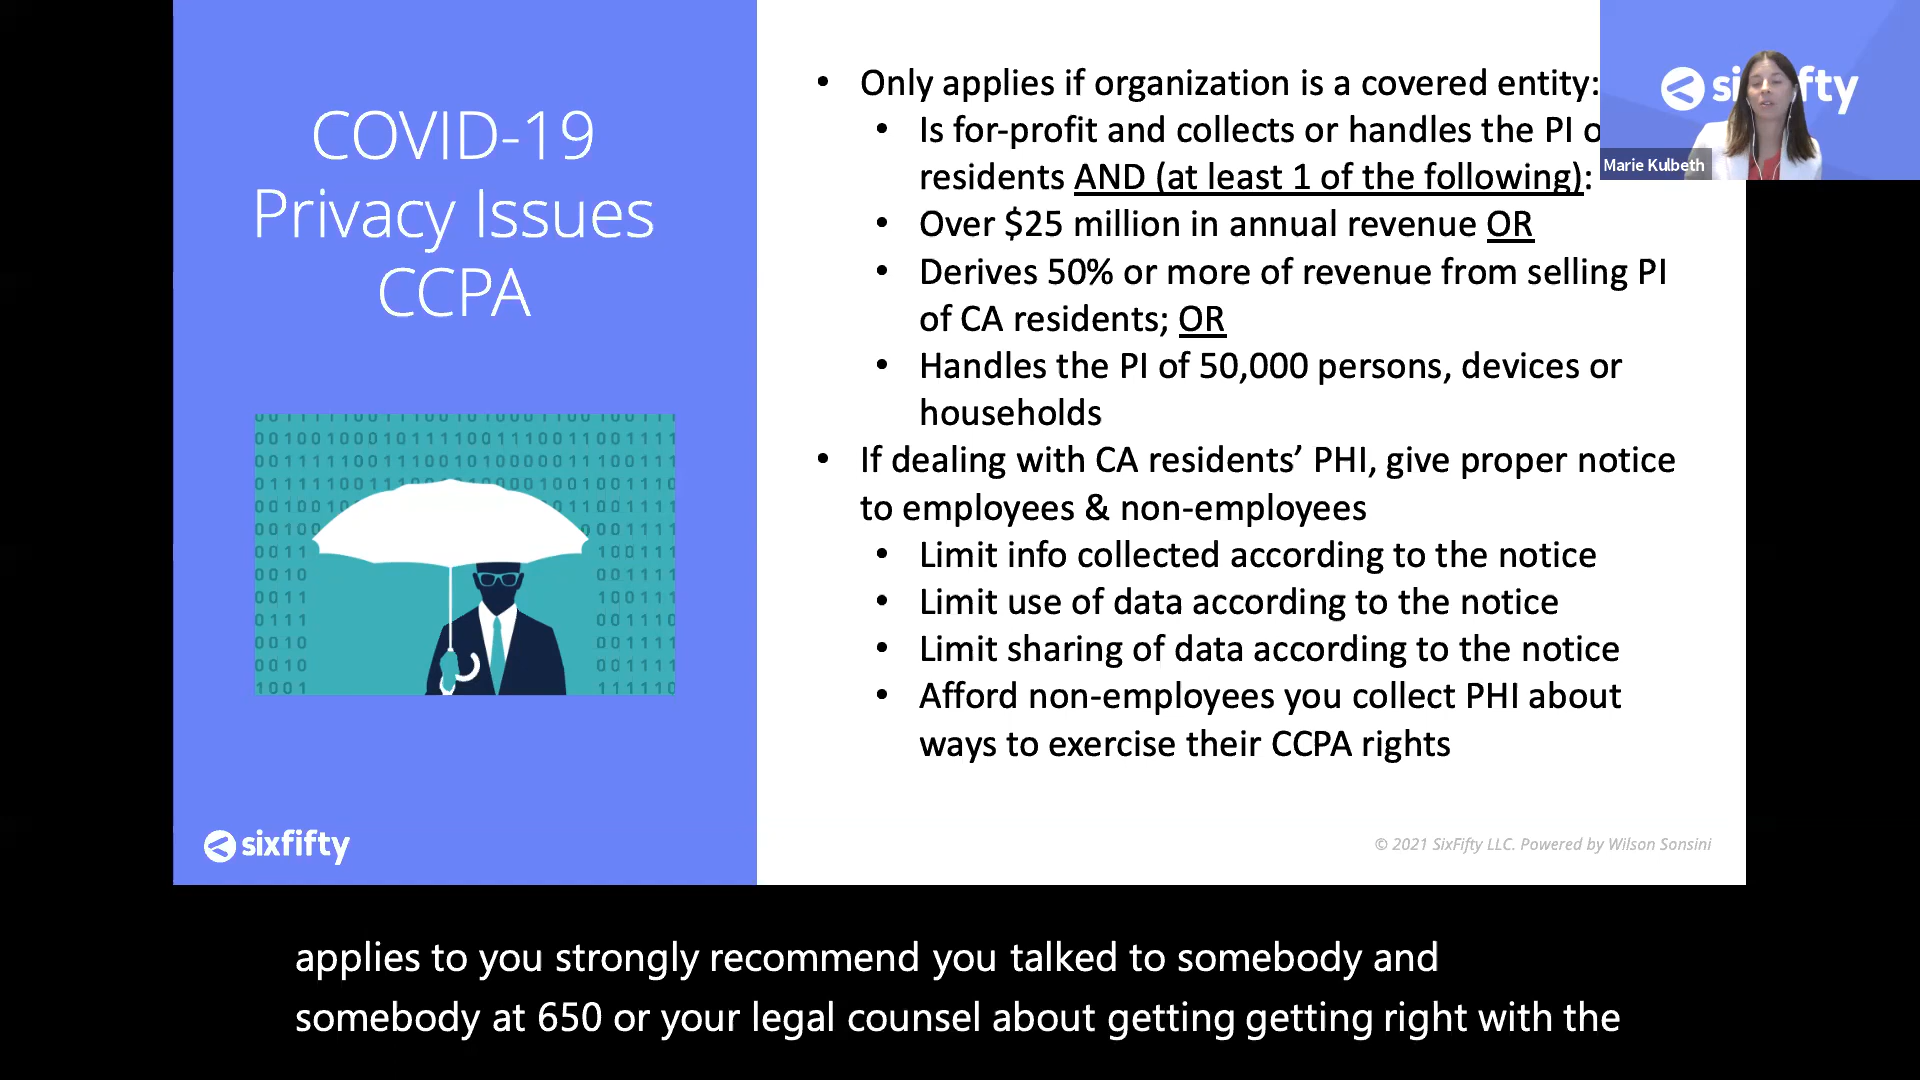 COVID-19
Privacy Issues
CCPA
sixfifty
• Only applies if organization is a covered entity:
• Is for-profit and collects or handles the PI
residents AND (at least 1 of the following):
• Over $25 million in annual revenue OR
• Derives 50% or more of revenue from selling PI
of CA residents; OR
• Handles the PI of 50,000 persons, devices or
households
• If dealing with CA residents’ PHI, give proper notice
to employees & non-employees
• Limit info collected according to the notice
• Limit use of data according to the notice
• Limit sharing of data according to the notice
• Afford non-employees you collect PHI about
ways to exercise their CCPA rights
© 2021 SixFifty LLC. Powered by Wilson Sonsini
Marie Kulbeth
applies to you strongly recommend you talked to somebody and
somebody at 650 or your legal counsel about getting getting right with the